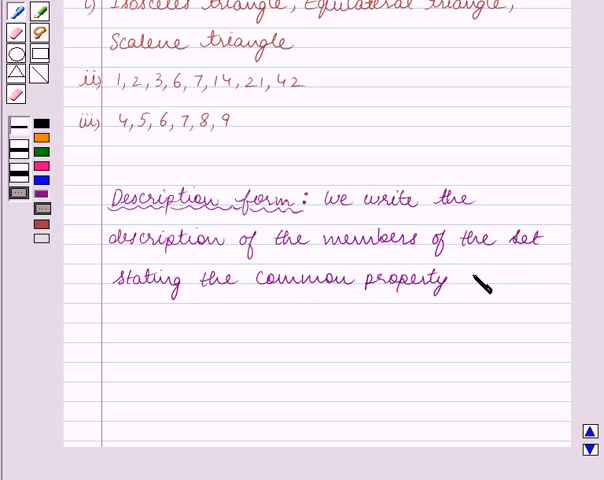 i) Isosceles triangle, Equilateral triangle,
Scalene triangle
ii) 1, 2, 3, 6, 7, 14, 21, 42
iii) 4, 5, 6, 7, 8, 9
Description form : We write the
description of the members of the set
stating the common property